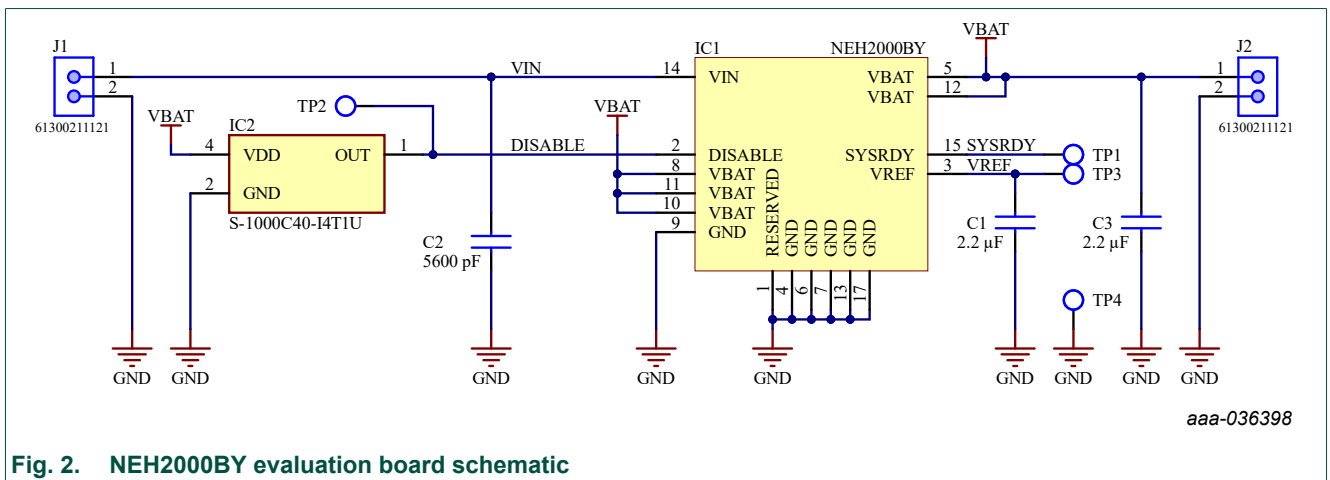 J1
1
2
61300211121
VBAT
IC2
4 VDD OUT 1
2 GND
S-1000C40-I4T1U
TP2
VIN
DISABLE
C2
5600 pF
VBAT
IC1 NEH2000BY
14 VIN
2 DISABLE
8 VBAT
11 VBAT
10 VBAT
9 GND
VBAT 5
VBAT 12
SYSRDY 15 SYSRDY
VREF 3 VREF
RESERVED GND GND GND GND GND
1 4 6 7 13 17
VBAT
J2
1
2
61300211121
TP1
TP3
C1
2.2 µF
C3
2.2 µF
TP4
GND GND GND GND GND GND GND GND GND
aaa-036398
Fig. 2. NEH2000BY evaluation board schematic